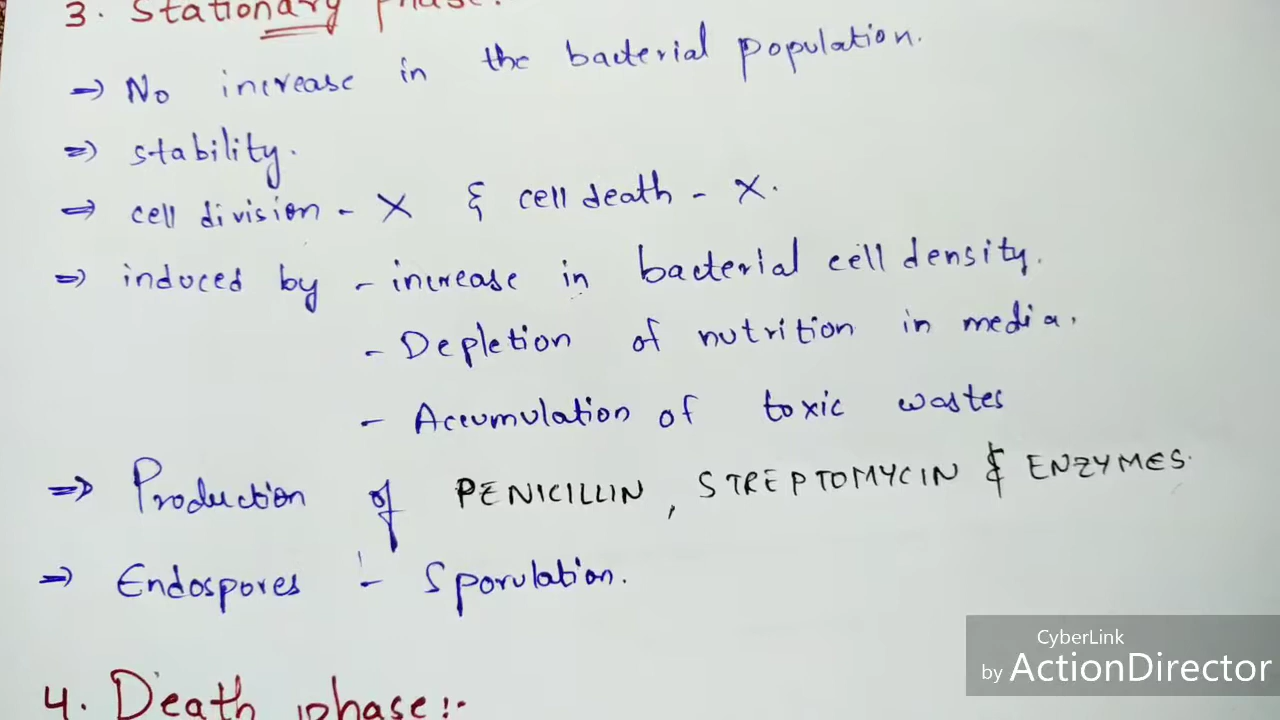 3. Stationary phase:
→ No increase in the bacterial population.
⇒ stability.
⇒ cell division - X & cell death - X.
⇒ induced by - increase in bacterial cell density.
- Depletion of nutrition in media.
- Accumulation of toxic wastes
⇒ Production of PENICILLIN, STREPTOMYCIN & ENZYMES.
⇒ Endospores :- Sporulation.
4. Death phase:-
CyberLink
by ActionDirector